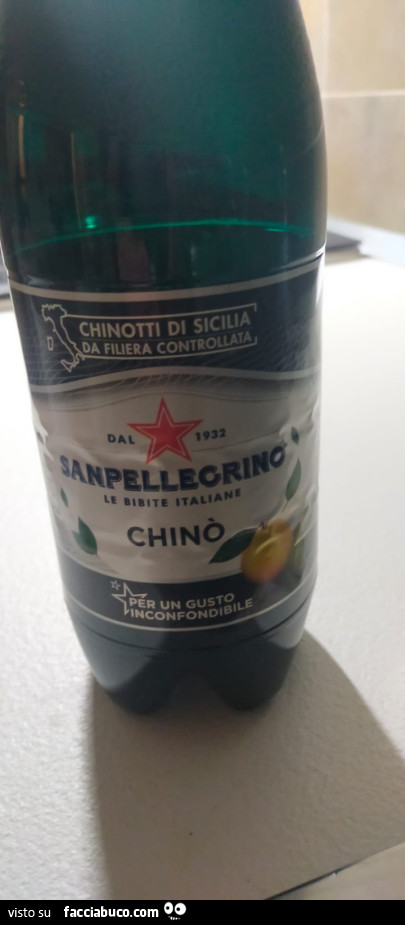 CHINOTTI DI SICILIA
DA FILIERA CONTROLLATA
DAL 1932
SANPELLEGRINO
LE BIBITE ITALIANE
CHINÒ
PER UN GUSTO
INCONFONDIBILE
visto su facciabuco.com